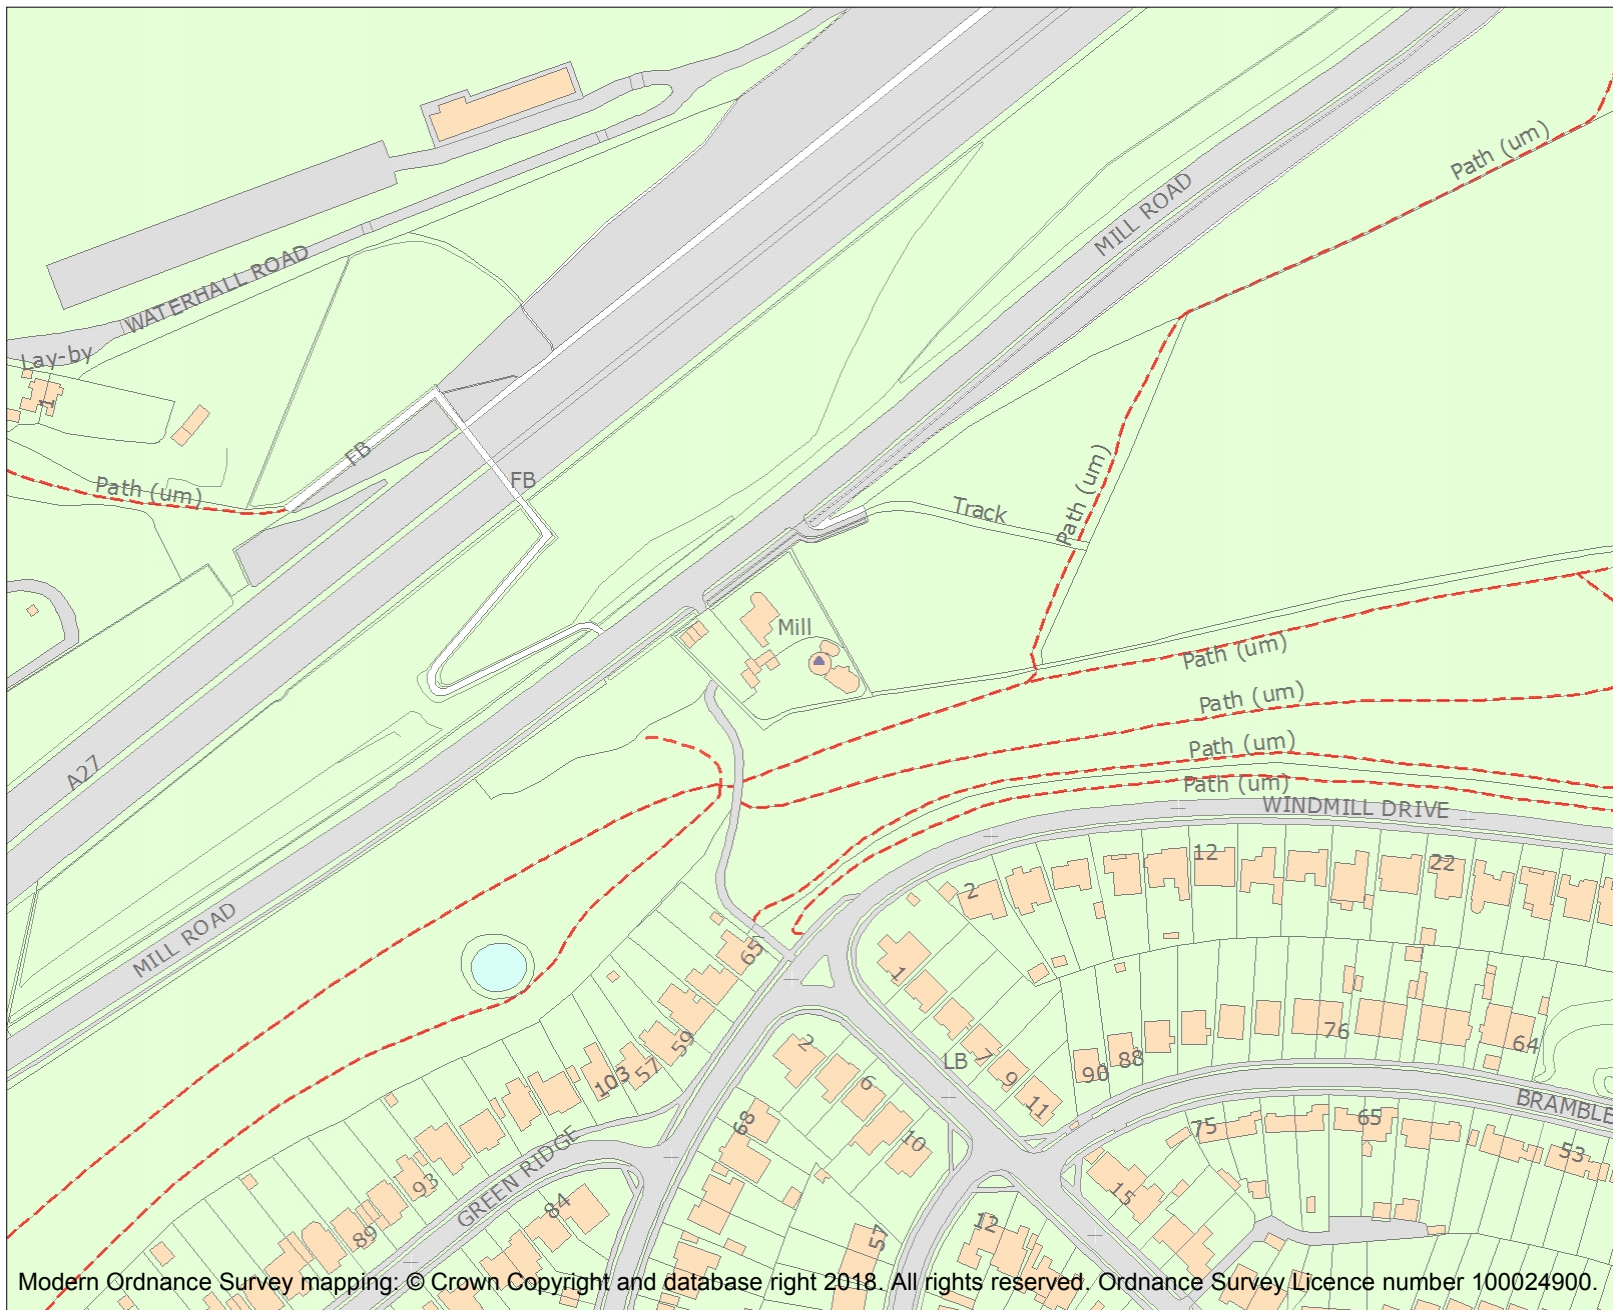 Path (um)
MILL ROAD
WATERHALL ROAD
Lay-by
1
FB
Path (um)
FB
Path (um)
Track
Mill
Path (um)
Path (um)
Path (um)
Path (um)
A27
WINDMILL DRIVE
12
22
2
MILL ROAD
65
1
59
57
103
2
6
7
9
11
LB
90
88
76
64
BRAMBLE
68
10
75
65
53
GREEN RIDGE
93
89
84
57
12
15
Modern Ordnance Survey mapping: © Crown Copyright and database right 2018. All rights reserved. Ordnance Survey Licence number 100024900.